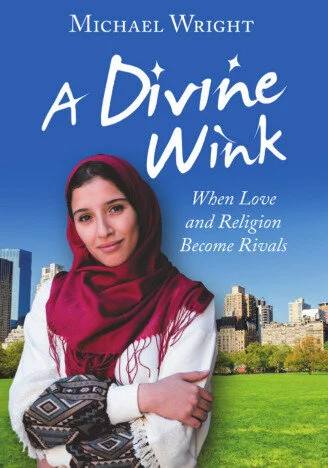 Michael Wright
A Divine
Wink
When Love
and Religion
Become Rivals